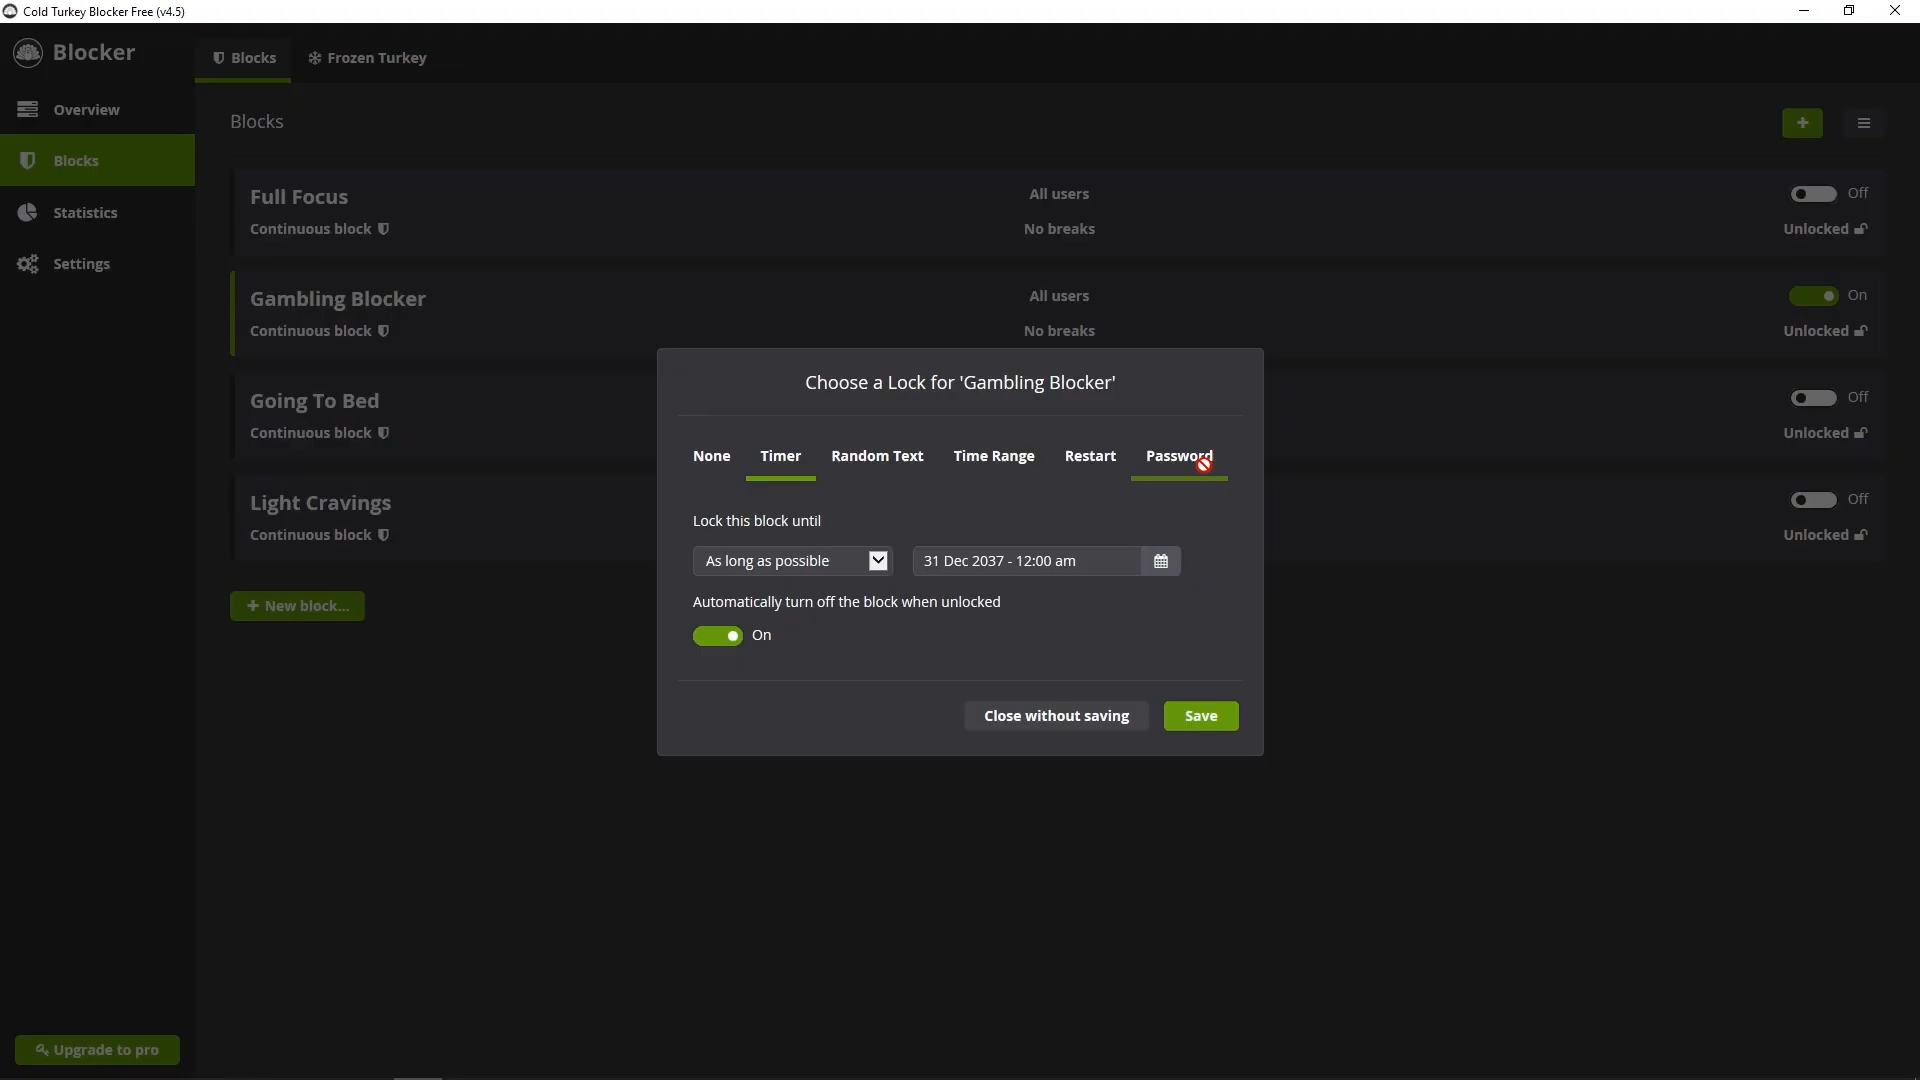 Cold Turkey Blocker Free (v4.5)
Blocker
Overview
Blocks
Statistics
Settings
Upgrade to pro
Blocks
Frozen Turkey
Blocks
Full Focus
All users
Off
Continuous block
No breaks
Unlocked
Gambling Blocker
All users
On
Continuous block
No breaks
Unlocked
Going To Bed
Off
Continuous block
Unlocked
Light Cravings
Off
Continuous block
Unlocked
New block...
Choose a Lock for 'Gambling Blocker'
None Timer Random Text Time Range Restart Password
Lock this block until
As long as possible 31 Dec 2037 - 12:00 am
Automatically turn off the block when unlocked
On
Close without saving Save